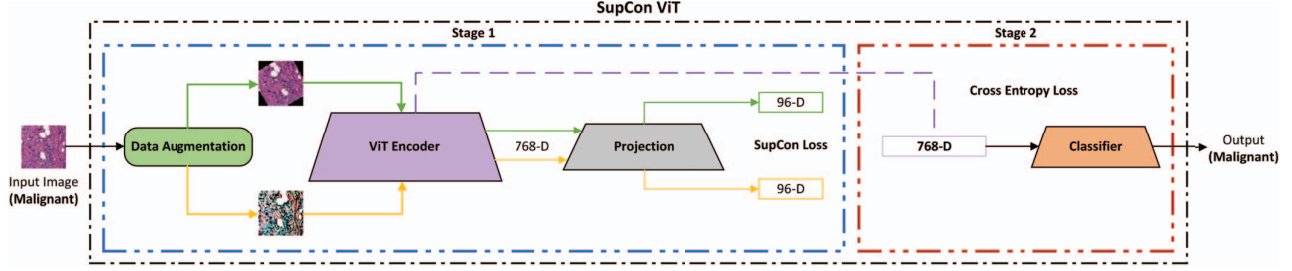 SupCon ViT
Stage 1
Stage 2
96-D
Cross Entropy Loss
Data Augmentation
ViT Encoder
768-D
Projection
SupCon Loss
768-D
Classifier
Output
(Malignant)
Input Image
(Malignant)
96-D